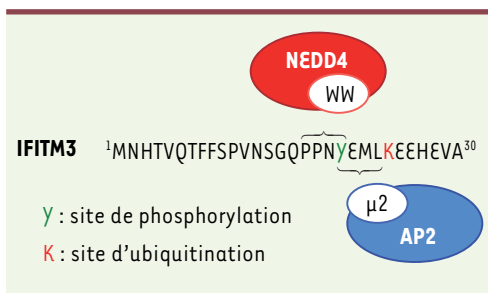 NEDD4
WW
IFITM3 ¹MNHTVQTFFSPVNSGQPPNYEMLKEEHEVA³⁰
Y : site de phosphorylation
K : site d'ubiquitination
μ2
AP2